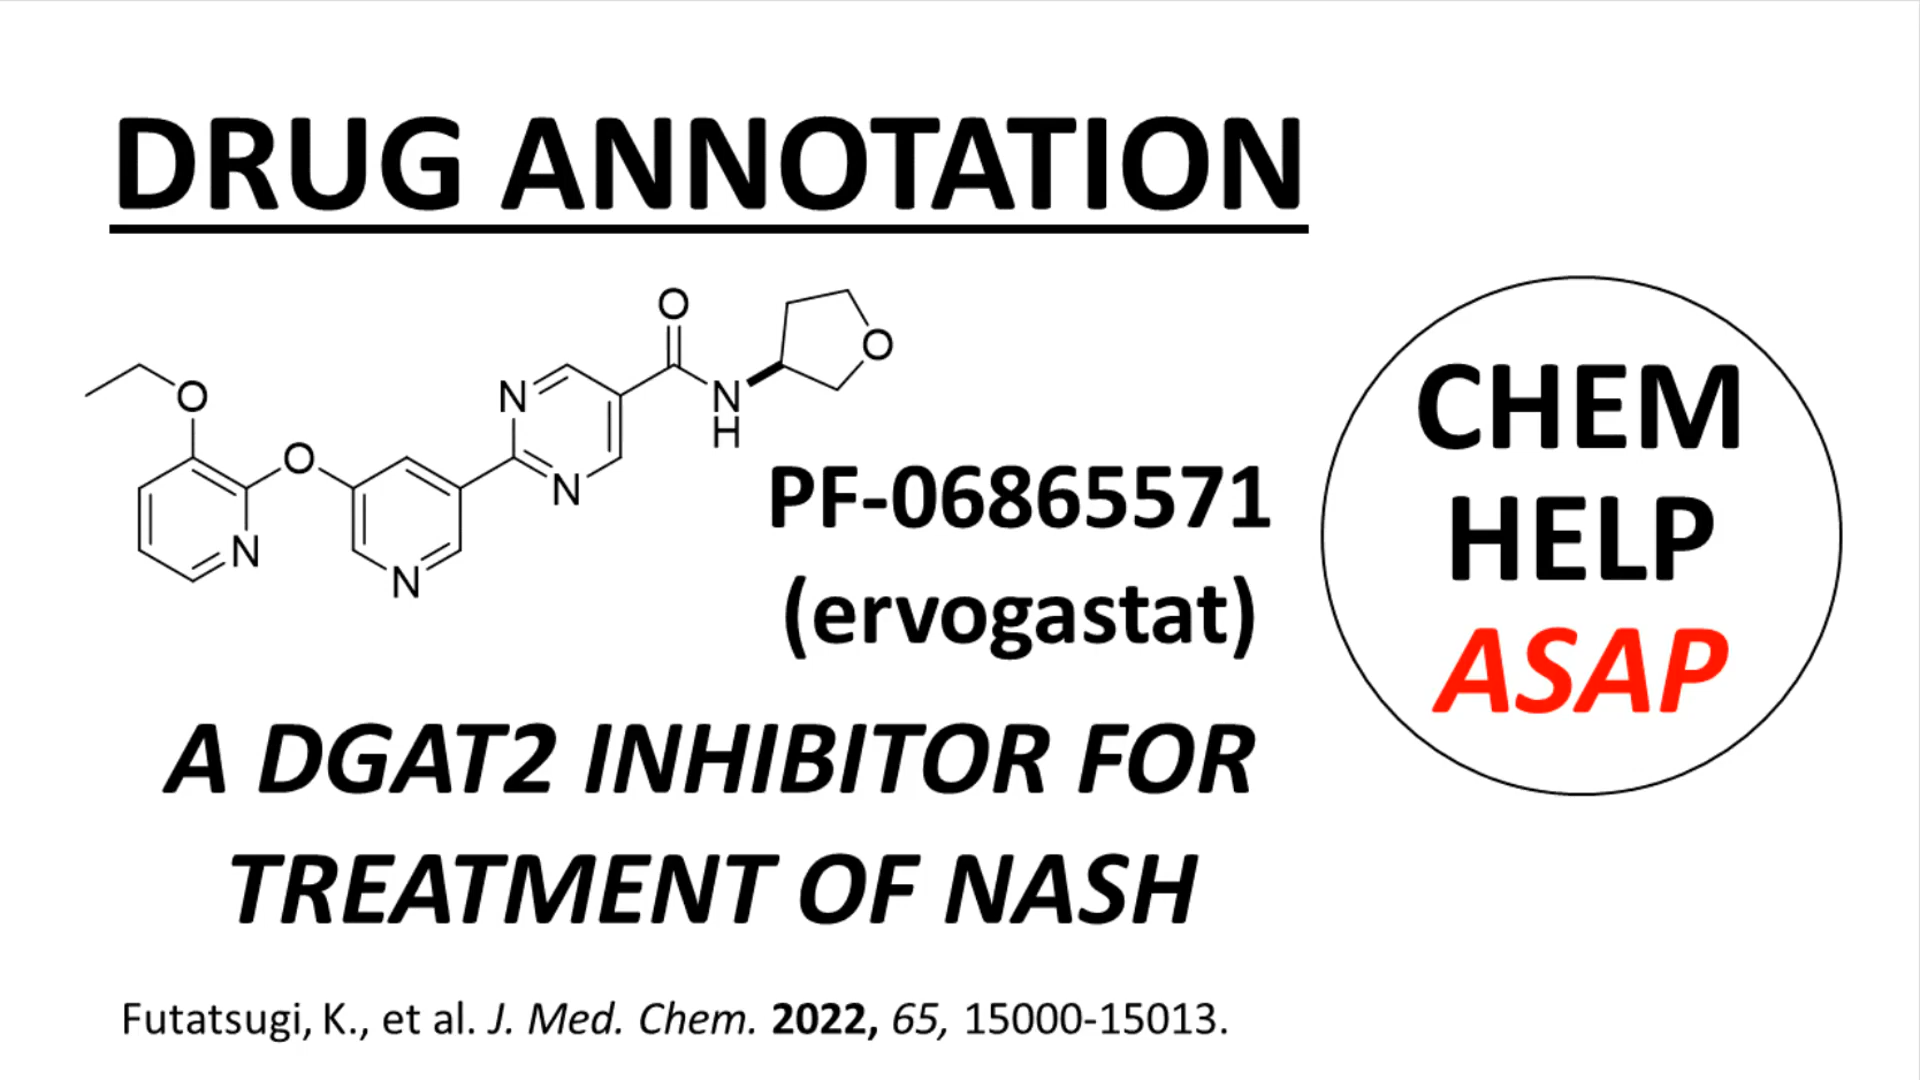 DRUG ANNOTATION
O
O
N
O
N
H
O
O
N
N
N
PF-06865571
(ervogastat)
CHEM
HELP
ASAP
A DGAT2 INHIBITOR FOR
TREATMENT OF NASH
Futatsugi, K., et al. J. Med. Chem. 2022, 65, 15000-15013.